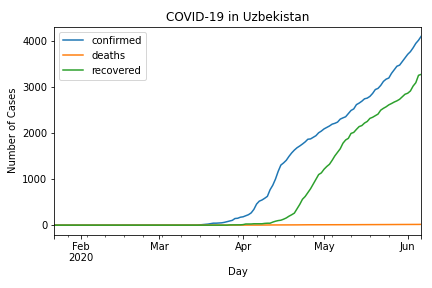 COVID-19 in Uzbekistan
confirmed
deaths
recovered
Number of Cases
4000
3000
2000
1000
0
Feb
2020
Mar
Apr
May
Jun
Day